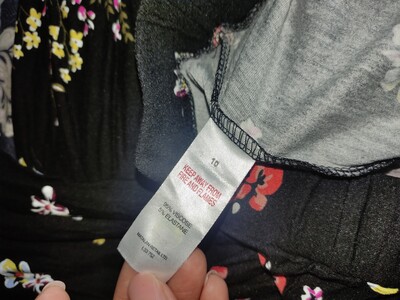 10
KEEP AWAY FROM
FIRE AND FLAMES
95% VISCOSE
5% ELASTANE